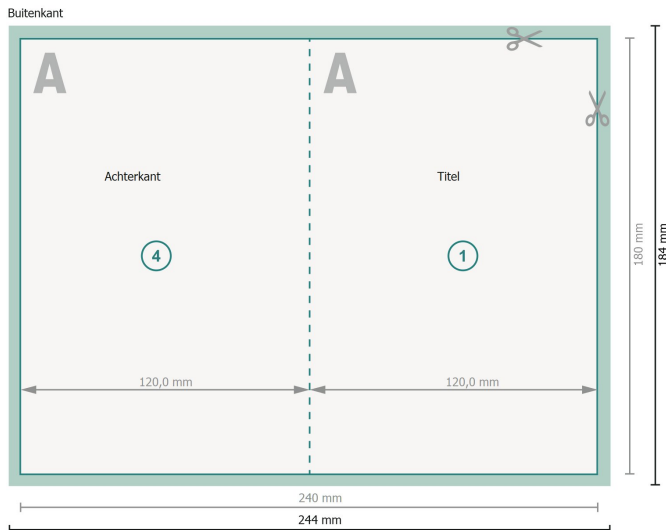 Buitenkant
A
A
Achterkant
Titel
4
1
180 mm
184 mm
120,0 mm
120,0 mm
240 mm
244 mm